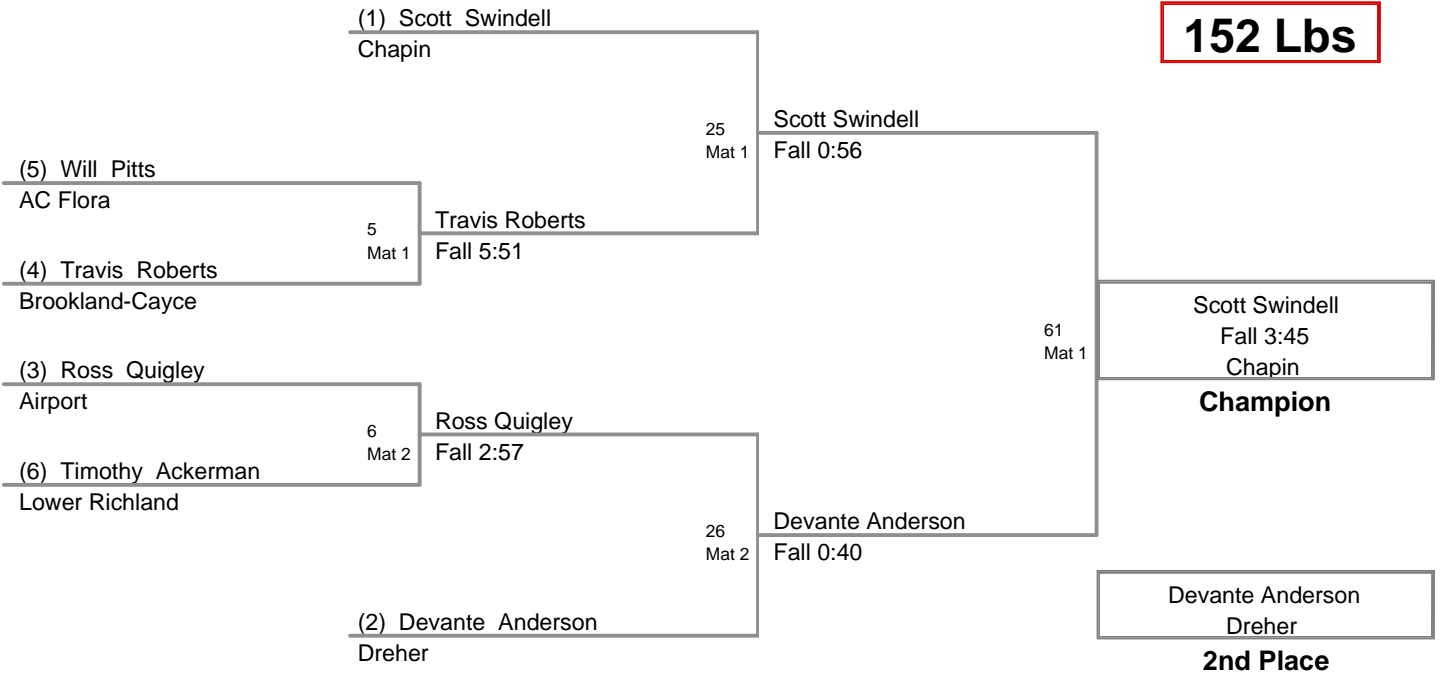 (1) Scott Swindell
Chapin
152 Lbs
25
Mat 1
Scott Swindell
Fall 0:56
(5) Will Pitts
AC Flora
5
Mat 1
Travis Roberts
Fall 5:51
(4) Travis Roberts
Brookland-Cayce
61
Mat 1
Scott Swindell
Fall 3:45
Chapin
Champion
(3) Ross Quigley
Airport
6
Mat 2
Ross Quigley
Fall 2:57
(6) Timothy Ackerman
Lower Richland
26
Mat 2
Devante Anderson
Fall 0:40
(2) Devante Anderson
Dreher
Devante Anderson
Dreher
2nd Place